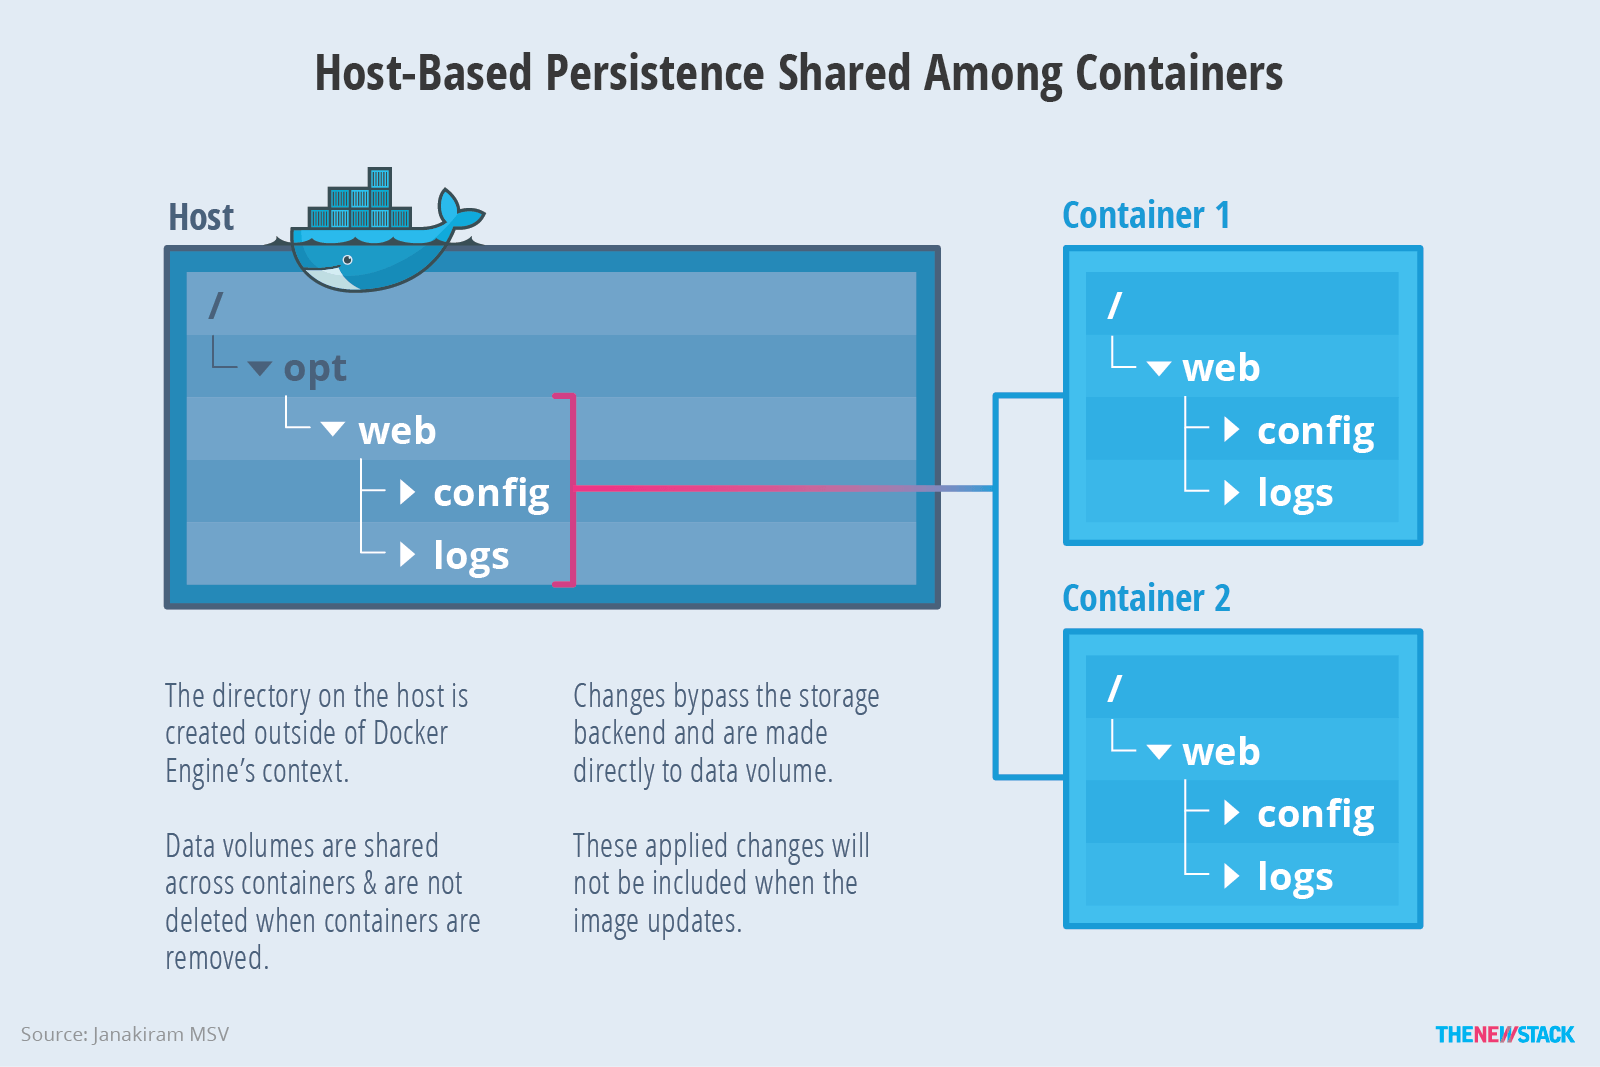 Host-Based Persistence Shared Among Containers
Host
/
opt
web
config
logs
Container 1
/
web
config
logs
Container 2
/
web
config
logs
The directory on the host is
created outside of Docker
Engine’s context.
Data volumes are shared
across containers & are not
deleted when containers are
removed.
Changes bypass the storage
backend and are made
directly to data volume.
These applied changes will
not be included when the
image updates.
Source: Janakiram MSV
THENEWSTACK